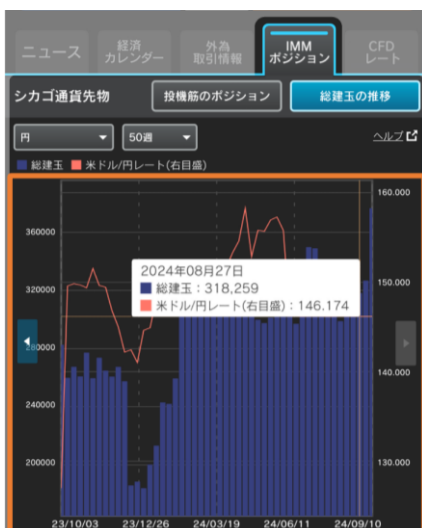 ニュース
経済
カレンダー
外為
取引情報
IMM
ポジション
CFD
レート
シカゴ通貨先物
投機筋のポジション
総建玉の推移
円
50週
ヘルプ
総建玉 米ドル/円レート(右目盛)
160.000
360000
2024年08月27日
総建玉：318,259
米ドル/円レート(右目盛)：146.174
320000
150.000
280000
140.000
240000
200000
130.000
23/10/03 23/12/26 24/03/19 24/06/11 24/09/10